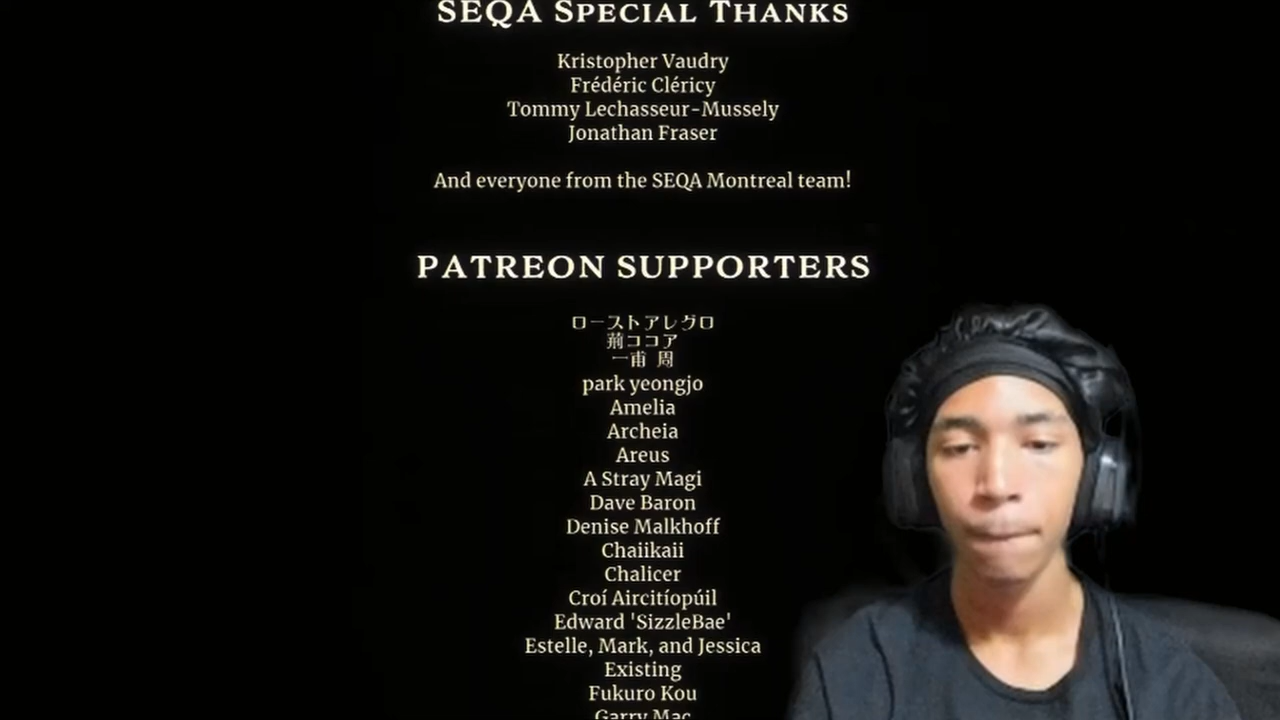 SEQA SPECIAL THANKS
Kristopher Vaudry
Frédéric Cléricy
Tommy Lechasseur-Mussely
Jonathan Fraser
And everyone from the SEQA Montreal team!
PATREON SUPPORTERS
ローストアレグロ
荊ココア
一甫 周
park yeongjo
Amelia
Archeia
Areus
A Stray Magi
Dave Baron
Denise Malkhoff
Chaiikaii
Chalicer
Croí Aircitíopúil
Edward 'SizzleBae'
Estelle, Mark, and Jessica
Existing
Fukuro Kou
Garry Mac